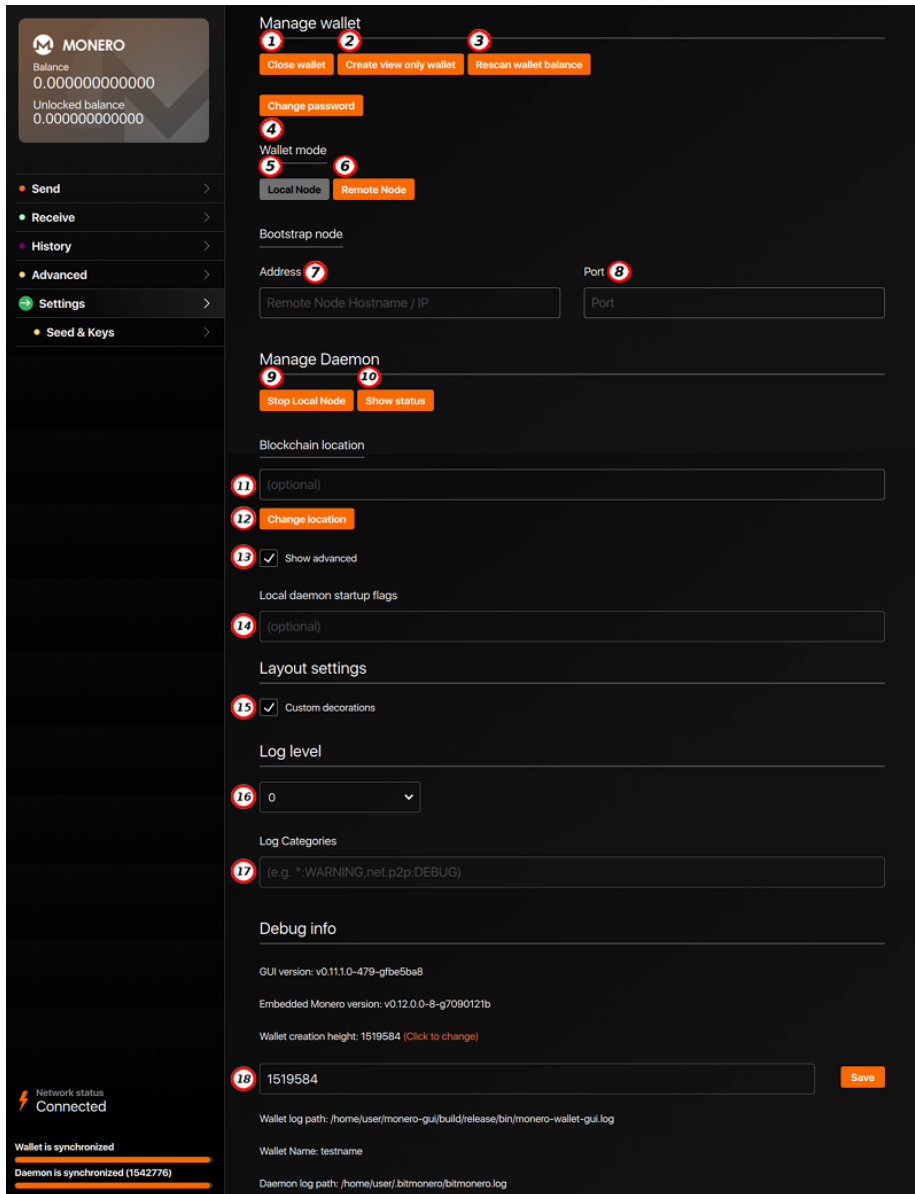 MONERO
Balance
0.000000000000
Unlocked balance
0.000000000000
Send
Receive
History
Advanced
Settings
Seed & Keys
Network status
Connected
Wallet is synchronized
Daemon is synchronized (1542776)
Manage wallet
1 2 3
Close wallet Create view only wallet Rescan wallet balance
Change password
4
Wallet mode
5 6
Local Node Remote Node
Bootstrap node
Address 7 Port 8
Remote Node Hostname / IP Port
Manage Daemon
9 10
Stop Local Node Show status
Blockchain location
11 (optional)
12 Change location
13 Show advanced
Local daemon startup flags
14 (optional)
Layout settings
15 Custom decorations
Log level
16 0
Log Categories
17 (e.g. *:WARNING,net.p2p:DEBUG)
Debug info
GUI version: v0.11.1.0-479-gfbe5ba8
Embedded Monero version: v0.12.0.0-8-g7090121b
Wallet creation height: 1519584 (Click to change)
18 1519584 Save
Wallet log path: /home/user/monero-gui/build/release/bin/monero-wallet-gui.log
Wallet Name: testname
Daemon log path: /home/user/.bitmonero/bitmonero.log